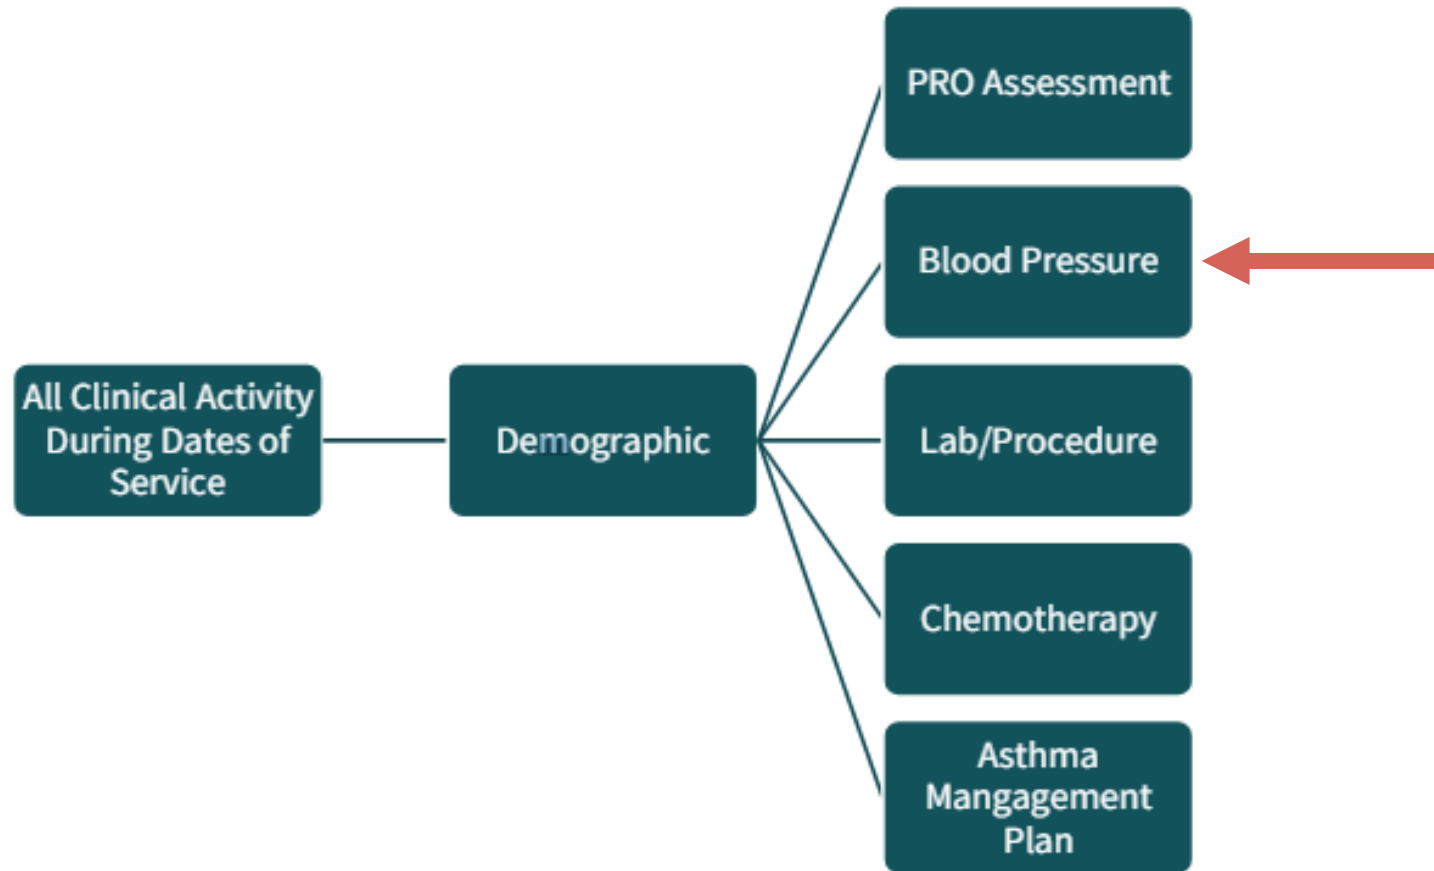 All Clinical Activity
During Dates of
Service
Demographic
PRO Assessment
Blood Pressure
Lab/Procedure
Chemotherapy
Asthma
Mangagement
Plan